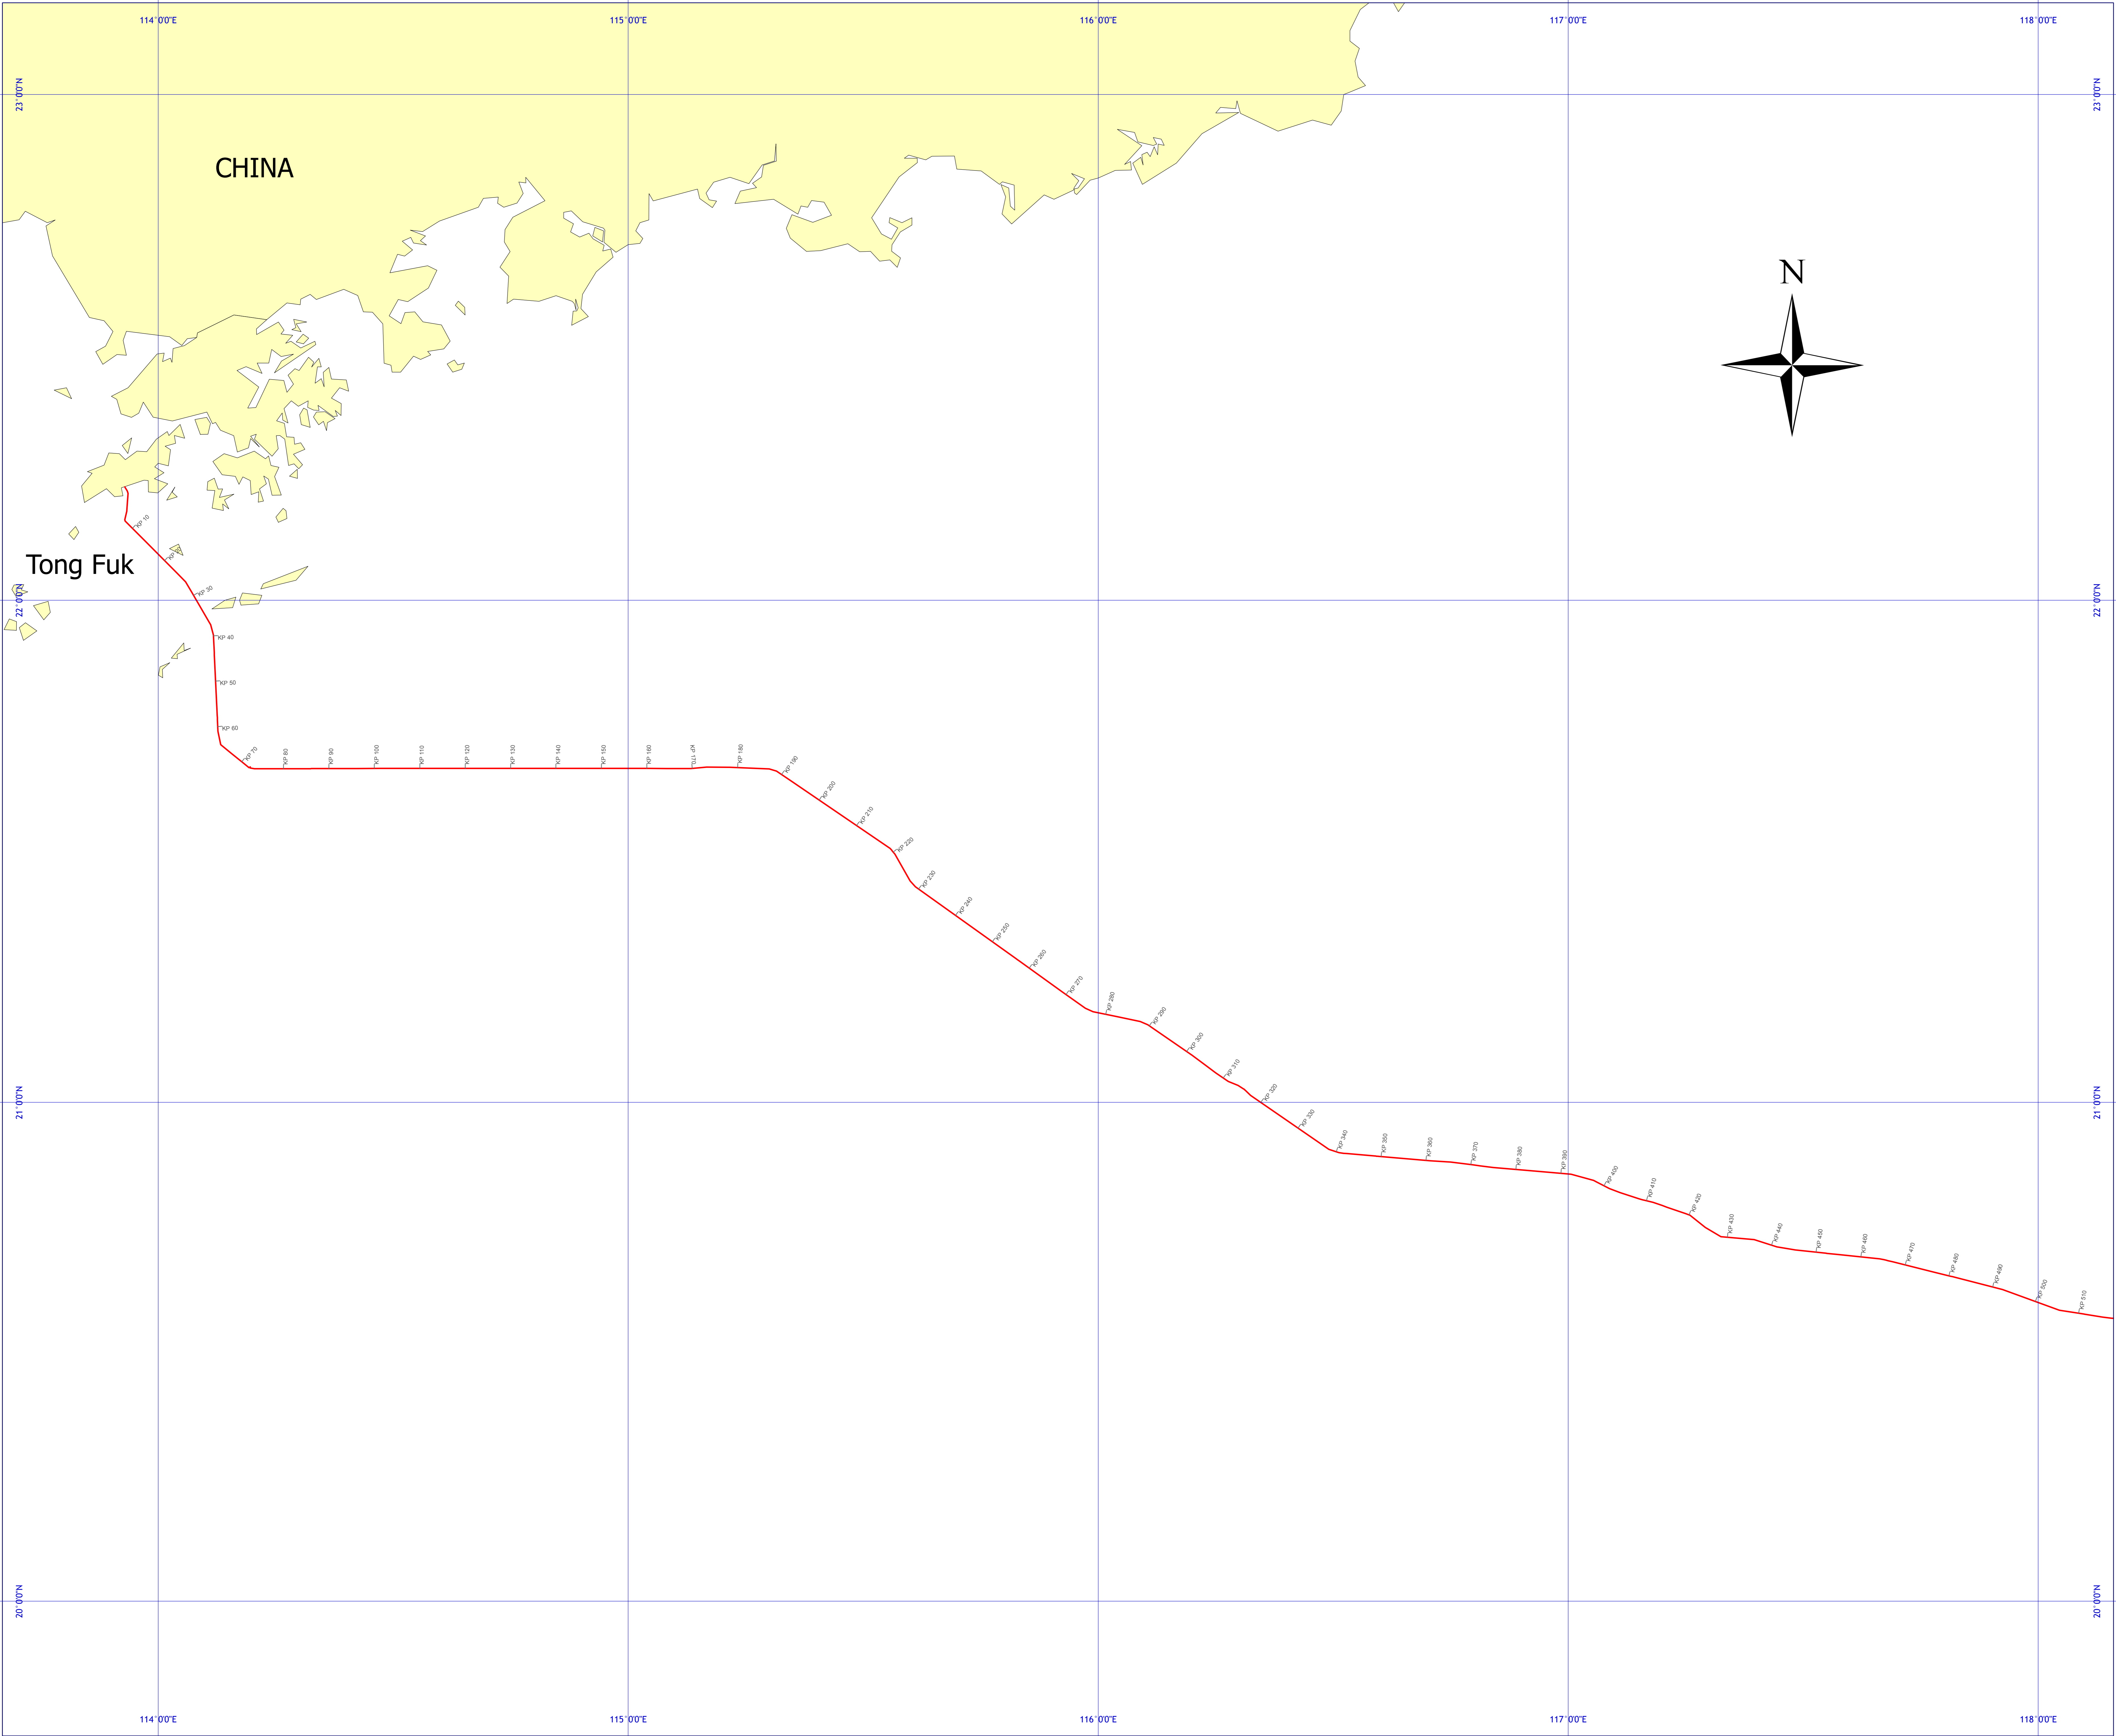 114°0'0"E
115°0'0"E
116°0'0"E
117°0'0"E
118°0'0"E
23°0'0"N
23°0'0"N
CHINA
N
KP 10
Tong Fuk
KP 30
22°0'0"N
22°0'0"N
KP 40
KP 50
KP 60
KP 70
KP 80
KP 90
KP 100
KP 110
KP 120
KP 130
KP 140
KP 150
KP 160
KP 170
KP 180
KP 190
KP 200
KP 210
KP 220
KP 230
KP 240
KP 250
KP 260
KP 270
KP 280
KP 290
KP 300
KP 310
KP 320
21°0'0"N
21°0'0"N
KP 330
KP 340
KP 350
KP 360
KP 370
KP 380
KP 390
KP 400
KP 410
KP 420
KP 430
KP 440
KP 450
KP 460
KP 470
KP 480
KP 490
KP 500
KP 510
20°0'0"N
20°0'0"N
114°0'0"E
115°0'0"E
116°0'0"E
117°0'0"E
118°0'0"E